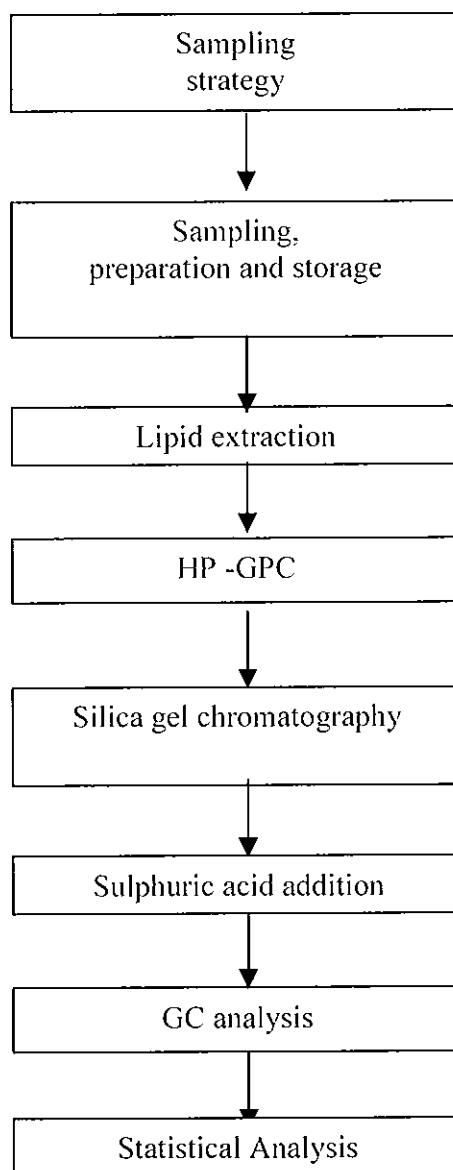 Sampling
strategy
Sampling,
preparation and storage
Lipid extraction
HP -GPC
Silica gel chromatography
Sulphuric acid addition
GC analysis
Statistical Analysis